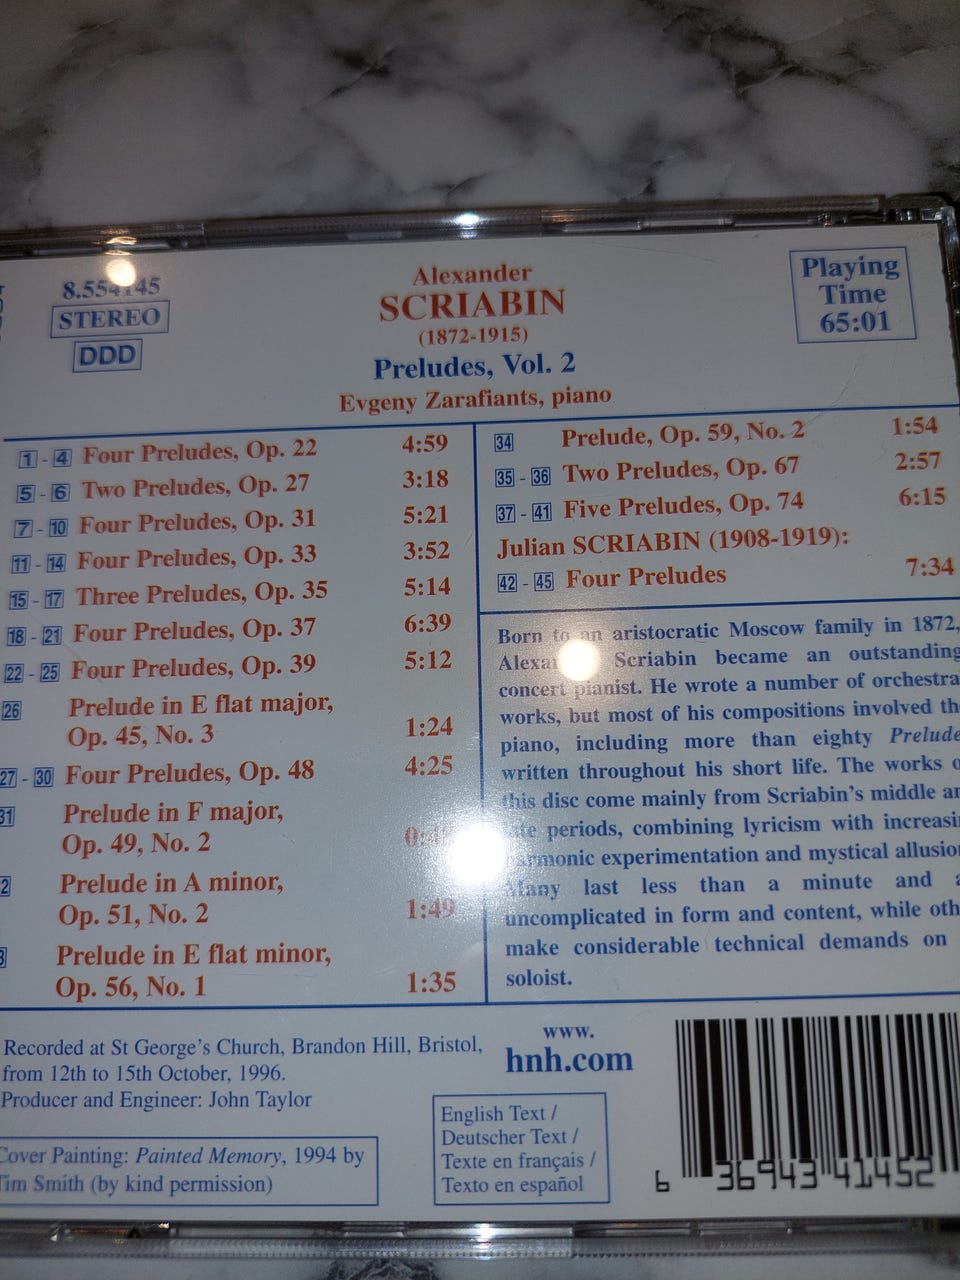 STEREO
DDD
Alexander
SCRIABIN
(1872-1915)
Preludes, Vol. 2
Evgeny Zarafiants, piano
Playing
Time
65:01
1 - 4 Four Preludes, Op. 22 4:59
5 - 6 Two Preludes, Op. 27 3:18
7 - 10 Four Preludes, Op. 31 5:21
11 - 14 Four Preludes, Op. 33 3:52
15 - 17 Three Preludes, Op. 35 5:14
18 - 21 Four Preludes, Op. 37 6:39
22 - 25 Four Preludes, Op. 39 5:12
26 Prelude in E flat major,
Op. 45, No. 3 1:24
27 - 30 Four Preludes, Op. 48 4:25
31 Prelude in F major,
Op. 49, No. 2
Prelude in A minor,
Op. 51, No. 2 1:49
Prelude in E flat minor,
Op. 56, No. 1 1:35
34 Prelude, Op. 59, No. 2 1:54
35 - 36 Two Preludes, Op. 67 2:57
37 - 41 Five Preludes, Op. 74 6:15
Julian SCRIABIN (1908-1919):
42 - 45 Four Preludes 7:34
Born to an aristocratic Moscow family in 1872,
Scriabin became an outstanding
concert pianist. He wrote a number of orchestra
works, but most of his compositions involved th
piano, including more than eighty Prelude
written throughout his short life. The works o
this disc come mainly from Scriabin's middle an
late periods, combining lyricism with increasi
harmonic experimentation and mystical allusio
Many last less than a minute and a
uncomplicated in form and content, while oth
make considerable technical demands on
soloist.
Recorded at St George's Church, Brandon Hill, Bristol,
from 12th to 15th October, 1996.
Producer and Engineer: John Taylor
Cover Painting: Painted Memory, 1994 by
Tim Smith (by kind permission)
www.
hnh.com
English Text /
Deutscher Text /
Texte en français /
Texto en español
6 36943 41452